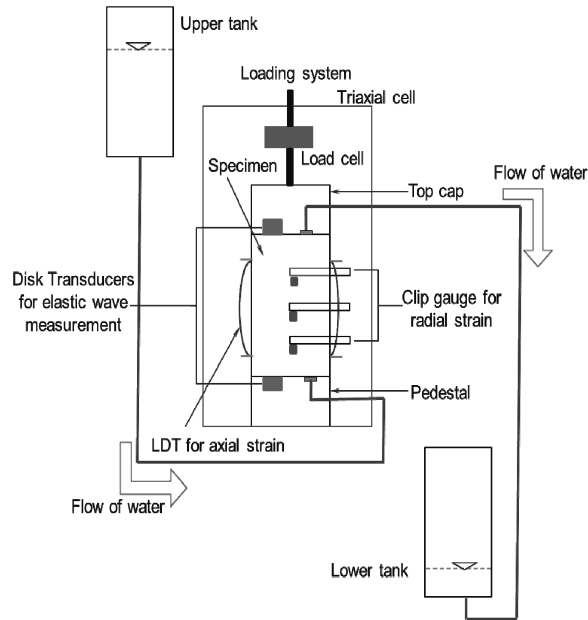 Upper tank
Loading system
Triaxial cell
Load cell
Specimen
Flow of water
Top cap
Disk Transducers
for elastic wave
measurement
Clip gauge for
radial strain
Pedestal
LDT for axial strain
Flow of water
Lower tank